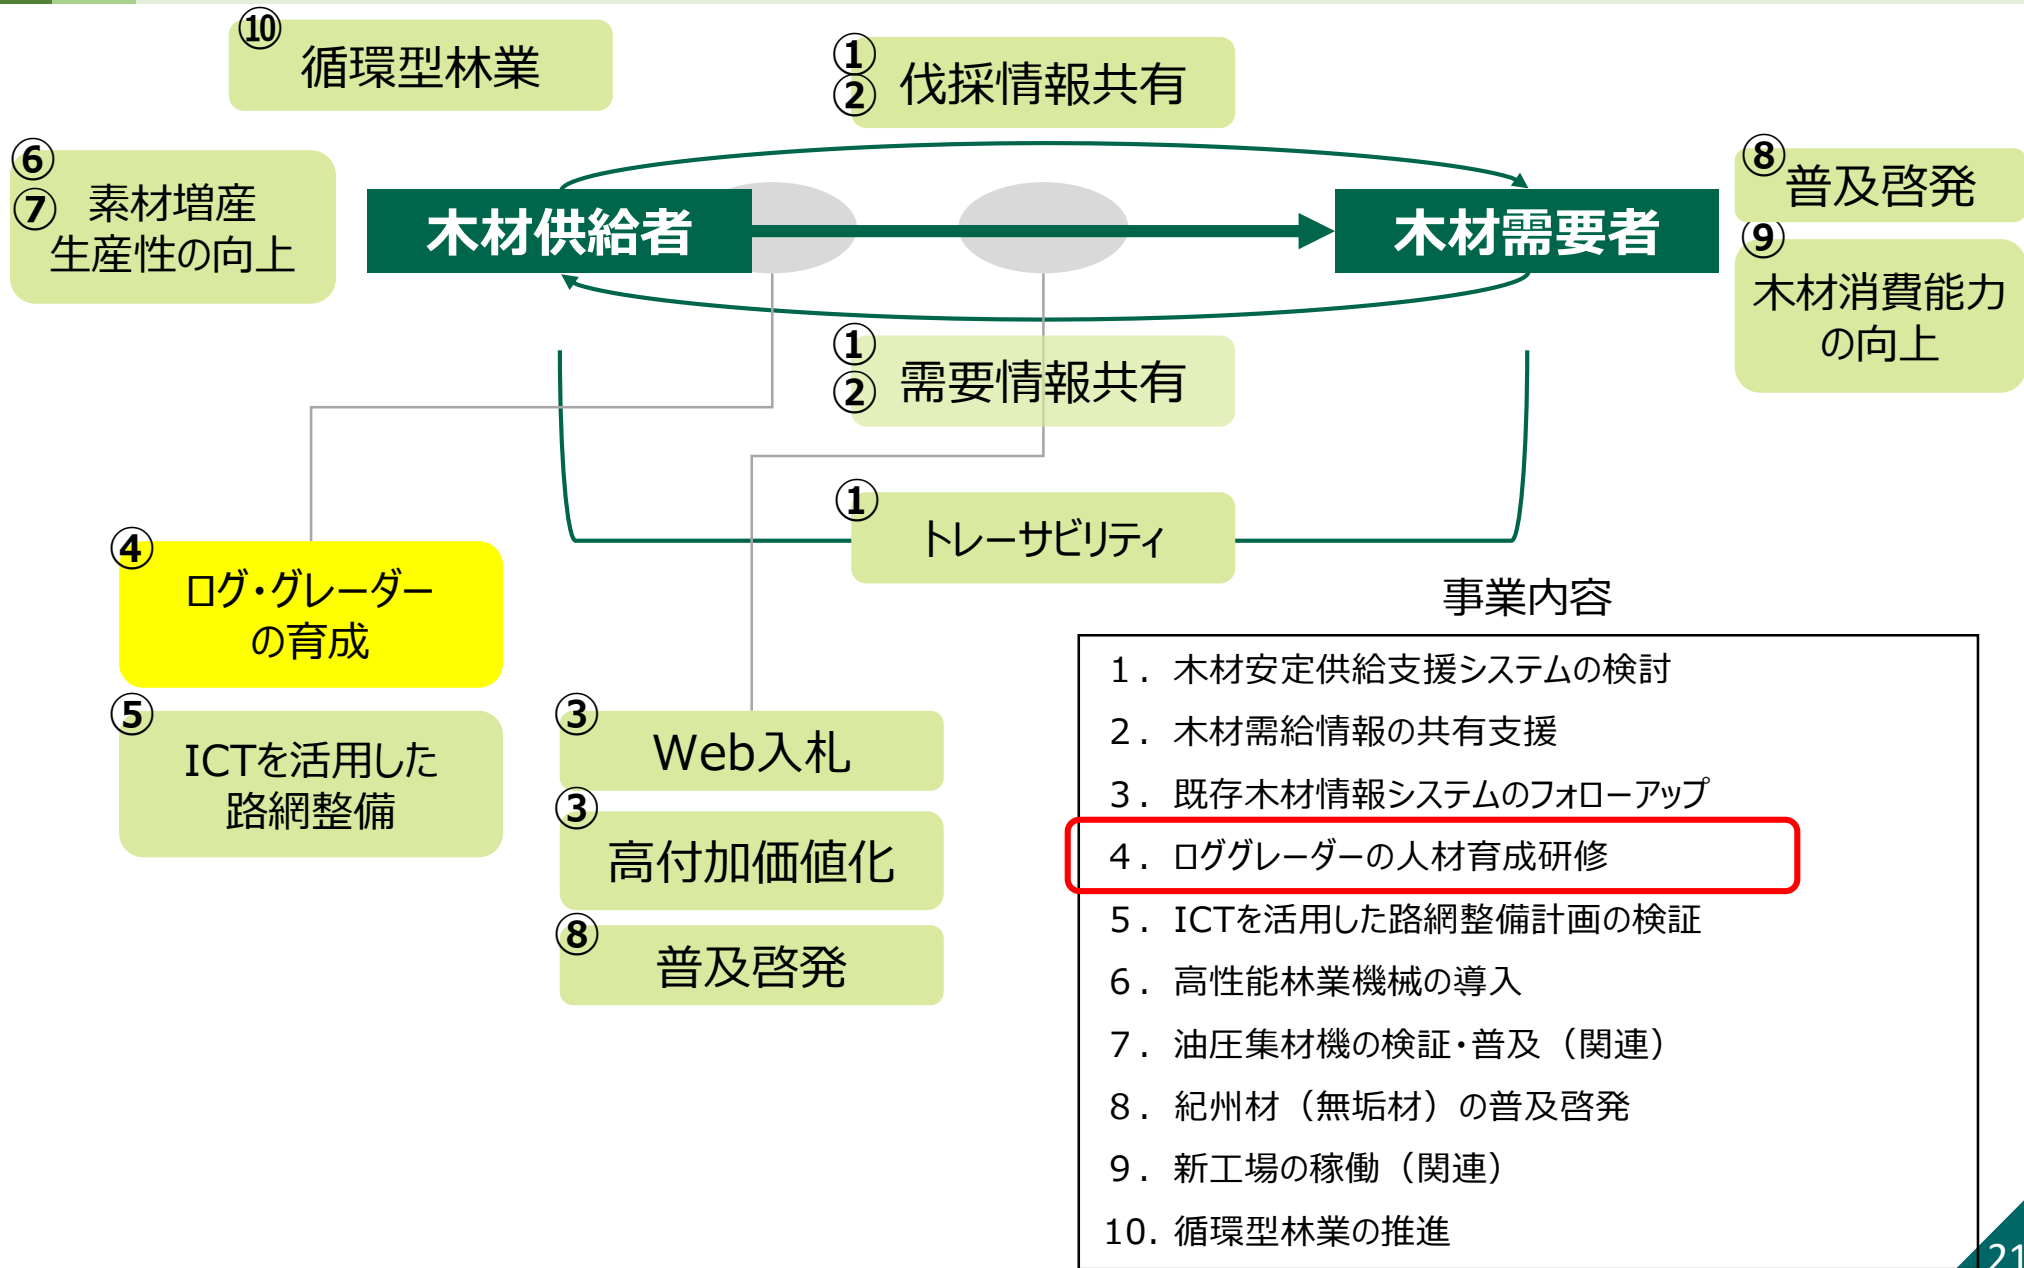 ⑩
循環型林業
①
②
伐採情報共有
⑥
⑦
素材増産
生産性の向上
木材供給者
木材需要者
⑧
普及啓発
⑨
木材消費能力
の向上
①
②
需要情報共有
①
トレーサビリティ
④
ログ・グレーダー
の育成
⑤
ICTを活用した
路網整備
③
Web入札
③
高付加価値化
⑧
普及啓発
事業内容
1. 木材安定供給支援システムの検討
2. 木材需給情報の共有支援
3. 既存木材情報システムのフォローアップ
4. ロググレーダーの人材育成研修
5. ICTを活用した路網整備計画の検証
6. 高性能林業機械の導入
7. 油圧集材機の検証・普及（関連）
8. 紀州材（無垢材）の普及啓発
9. 新工場の稼働（関連）
10. 循環型林業の推進
21